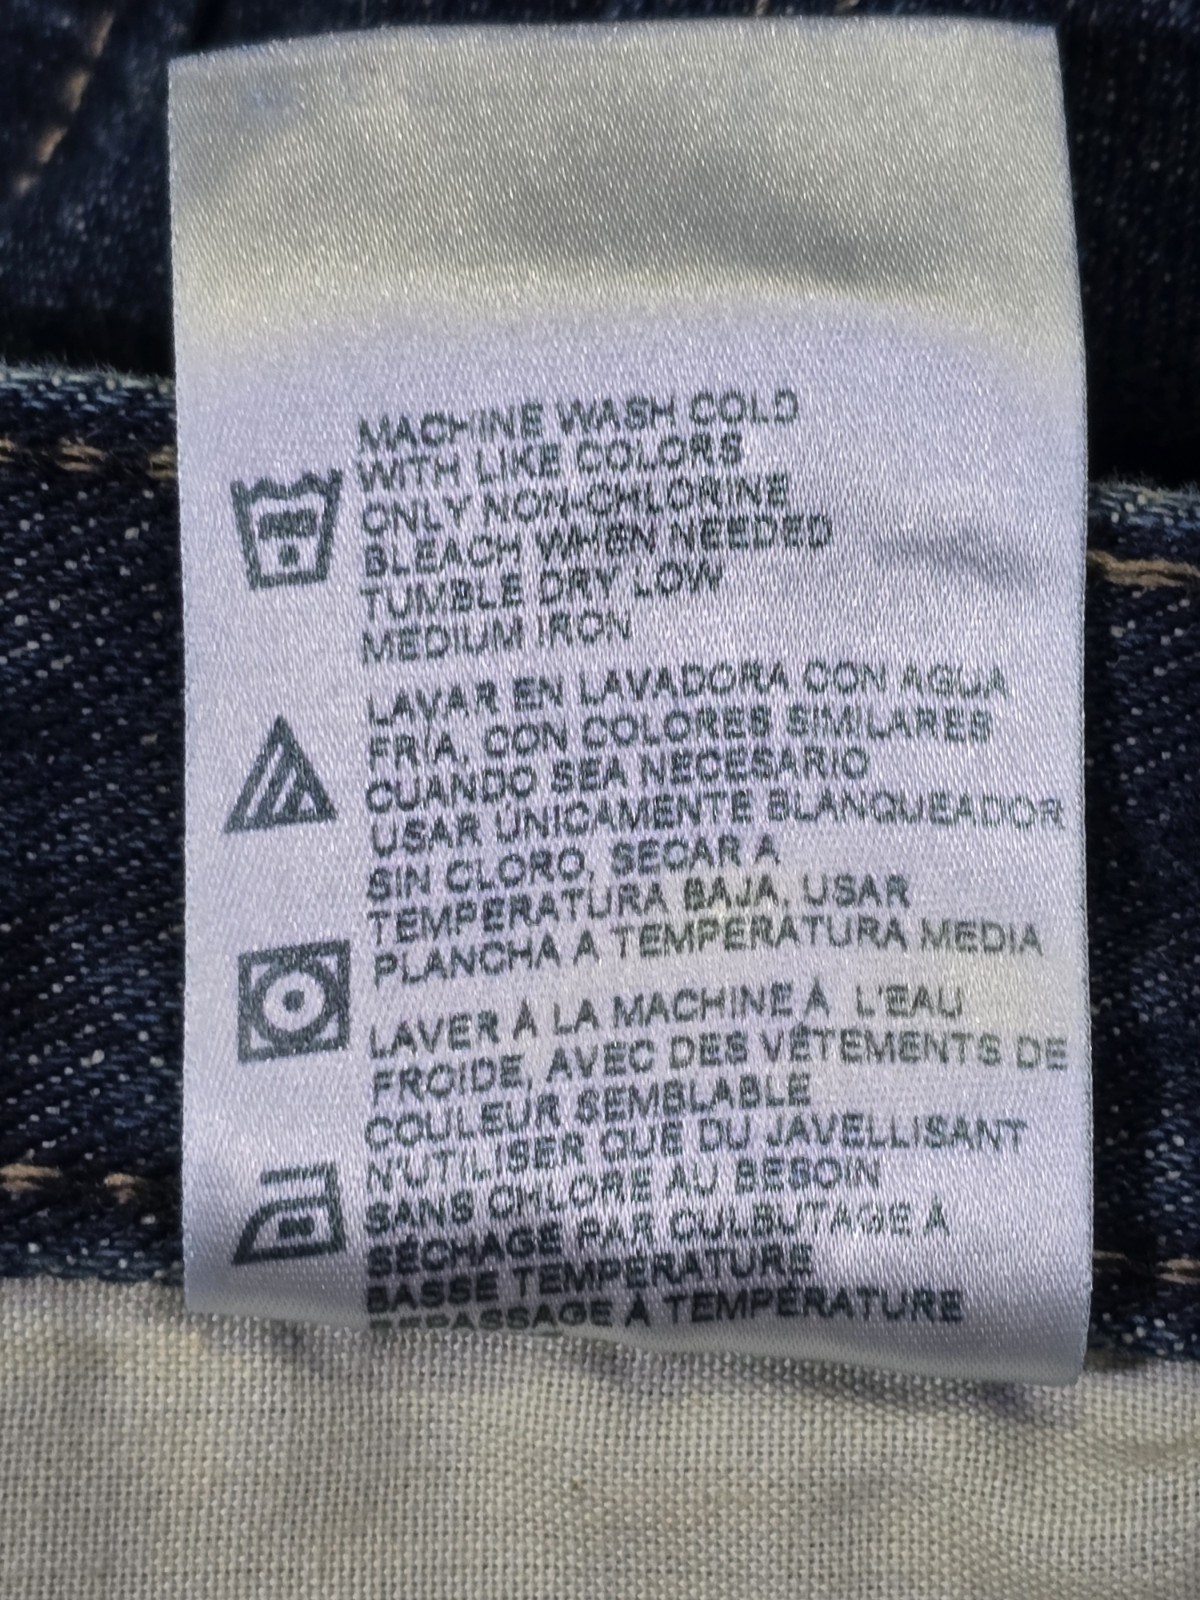 MACHINE WASH COLD
WITH LIKE COLORS
ONLY NON-CHLORINE
BLEACH WHEN NEEDED
TUMBLE DRY LOW
MEDIUM IRON
LAVAR EN LAVADORA CON AGUA
FRÍA, CON COLORES SIMILARES
CUANDO SEA NECESARIO
USAR ÚNICAMENTE BLANQUEADOR
SIN CLORO, SECAR A
TEMPERATURA BAJA, USAR
PLANCHA A TEMPERATURA MEDIA
LAVER À LA MACHINE À L'EAU
FROIDE, AVEC DES VÊTEMENTS DE
COULEUR SEMBLABLE
N'UTILISER QUE DU JAVELLISANT
SANS CHLORE AU BESOIN
SÉCHAGE PAR CULBUTAGE À
BASSE TEMPÉRATURE
REPASSAGE À TEMPÉRATURE